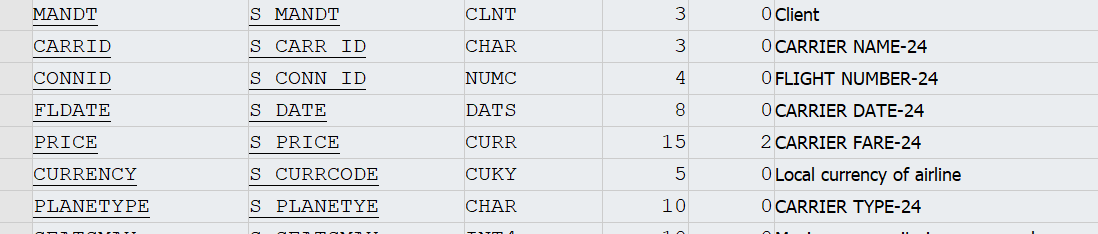 MANDT S_MANDT CLNT 3 0 Client
CARRID S_CARR_ID CHAR 3 0 CARRIER NAME-24
CONNID S_CONN_ID NUMC 4 0 FLIGHT NUMBER-24
FLDATE S_DATE DATS 8 0 CARRIER DATE-24
PRICE S_PRICE CURR 15 2 CARRIER FARE-24
CURRENCY S_CURRCODE CUKY 5 0 Local currency of airline
PLANETYPE S_PLANETYE CHAR 10 0 CARRIER TYPE-24